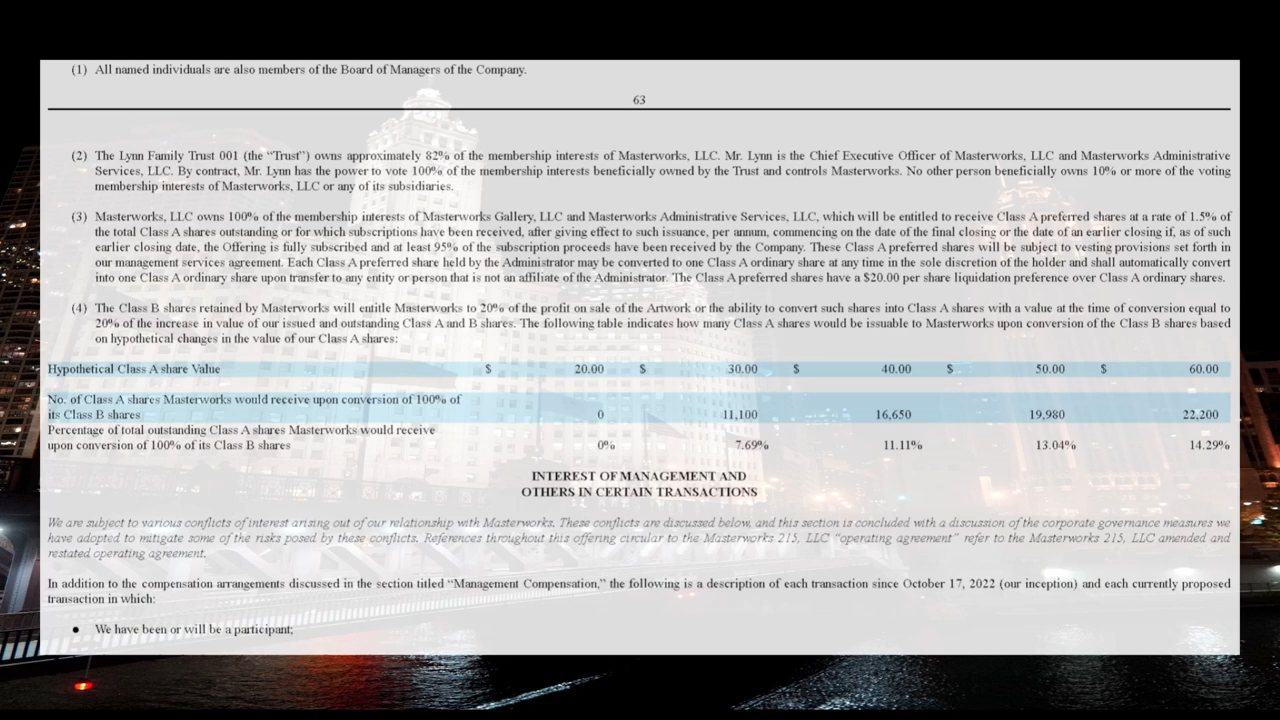 (1) All named individuals are also members of the Board of Managers of the Company.
63
(2) The Lynn Family Trust 001 (the “Trust”) owns approximately 82% of the membership interests of Masterworks, LLC. Mr. Lynn is the Chief Executive Officer of Masterworks, LLC and Masterworks Administrative
Services, LLC. By contract, Mr. Lynn has the power to vote 100% of the membership interests beneficially owned by the Trust and controls Masterworks. No other person beneficially owns 10% or more of the voting
membership interests of Masterworks, LLC or any of its subsidiaries.
(3) Masterworks, LLC owns 100% of the membership interests of Masterworks Gallery, LLC and Masterworks Administrative Services, LLC, which will be entitled to receive Class A preferred shares at a rate of 1.5% of
the total Class A shares outstanding or for which subscriptions have been received, after giving effect to such issuance, per annum, commencing on the date of the final closing or the date of an earlier closing if, as of such
earlier closing date, the Offering is fully subscribed and at least 95% of the subscription proceeds have been received by the Company. These Class A preferred shares will be subject to vesting provisions set forth in
our management services agreement. Each Class A preferred share held by the Administrator may be converted to one Class A ordinary share at any time in the sole discretion of the holder and shall automatically convert
into one Class A ordinary share upon transfer to any entity or person that is not an affiliate of the Administrator. The Class A preferred shares have a $20.00 per share liquidation preference over Class A ordinary shares.
(4) The Class B shares retained by Masterworks will entitle Masterworks to 20% of the profit on sale of the Artwork or the ability to convert such shares into Class A shares with a value at the time of conversion equal to
20% of the increase in value of our issued and outstanding Class A and B shares. The following table indicates how many Class A shares would be issuable to Masterworks upon conversion of the Class B shares based
on hypothetical changes in the value of our Class A shares:
Hypothetical Class A share Value $ 20.00 $ 30.00 $ 40.00 $ 50.00 $ 60.00
No. of Class A shares Masterworks would receive upon conversion of 100% of
its Class B shares 0 11,100 16,650 19,980 22,200
Percentage of total outstanding Class A shares Masterworks would receive
upon conversion of 100% of its Class B shares 0% 7.69% 11.11% 13.04% 14.29%
INTEREST OF MANAGEMENT AND
OTHERS IN CERTAIN TRANSACTIONS
We are subject to various conflicts of interest arising out of our relationship with Masterworks. These conflicts are discussed below, and this section is concluded with a discussion of the corporate governance measures we
have adopted to mitigate some of the risks posed by these conflicts. References throughout this offering circular to the Masterworks 215, LLC “operating agreement” refer to the Masterworks 215, LLC amended and
restated operating agreement.
In addition to the compensation arrangements discussed in the section titled “Management Compensation,” the following is a description of each transaction since October 17, 2022 (our inception) and each currently proposed
transaction in which:
● We have been or will be a participant;